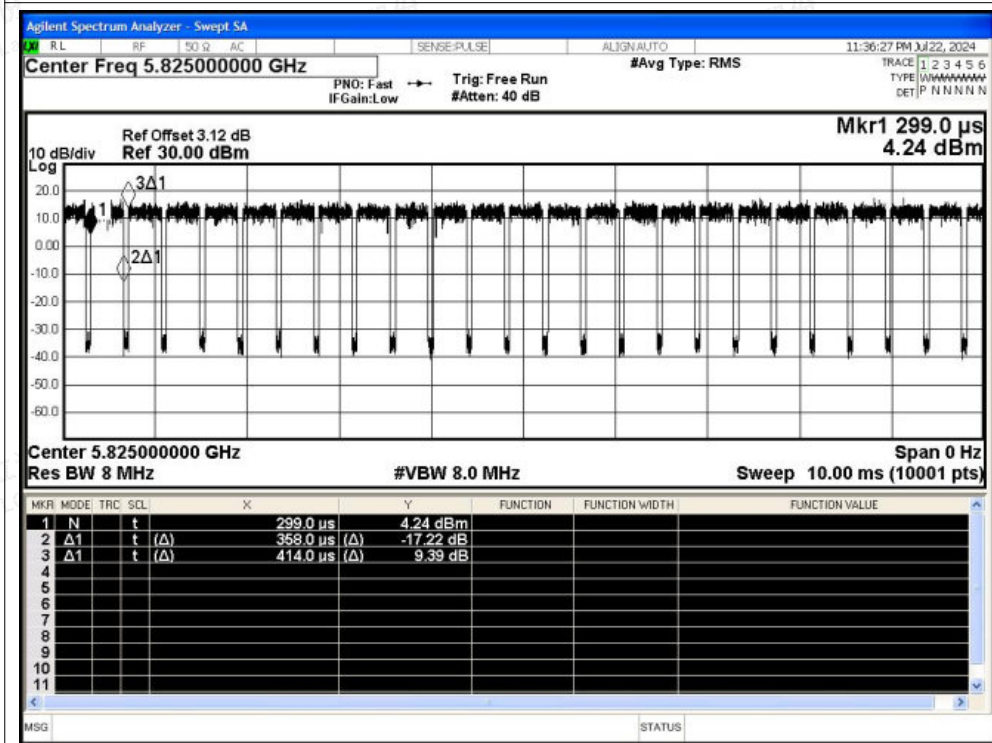 Agilent Spectrum Analyzer - Swept SA
LXI RL RF 50 Ω AC SENSE:PULSE ALIGNAUTO 11:36:27 PM Jul 22, 2024
Center Freq 5.825000000 GHz #Avg Type: RMS TRACE 1 2 3 4 5 6
PNO: Fast Trig: Free Run TYPE WWWWWW
IFGain:Low #Atten: 40 dB DET P N N N N N
Mkr1 299.0 µs
Ref Offset 3.12 dB
10 dB/div Ref 30.00 dBm 4.24 dBm
Log
20.0
10.0
0.00
-10.0
-20.0
-30.0
-40.0
-50.0
-60.0
3Δ1
1
2Δ1
Center 5.825000000 GHz Span 0 Hz
Res BW 8 MHz #VBW 8.0 MHz Sweep 10.00 ms (10001 pts)
MKR MODE TRC SCL X Y FUNCTION FUNCTION WIDTH FUNCTION VALUE
1 N t 299.0 µs 4.24 dBm
2 Δ1 t (Δ) 358.0 µs (Δ) -17.22 dB
3 Δ1 t (Δ) 414.0 µs (Δ) 9.39 dB
4
5
6
7
8
9
10
11
MSG STATUS